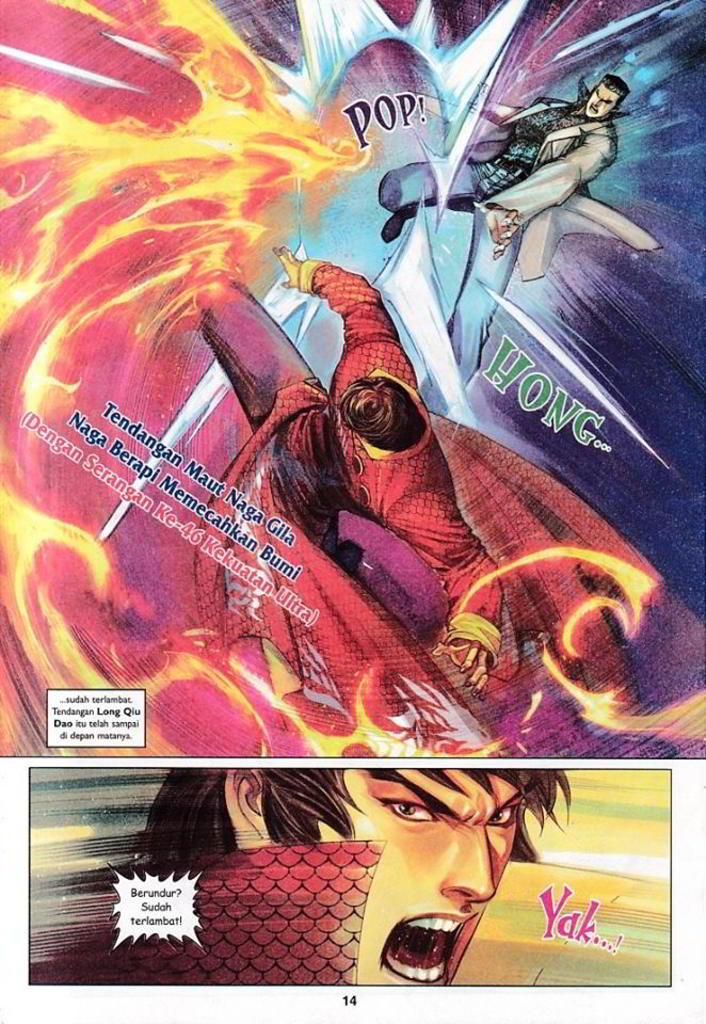 POP!
HONG...
Tendangan Maut Naga Gila
Naga Berapi Memecahkan Bumi
(Dengan Serangan Ke-46 Kekuatan Ultra)
...sudah terlambat.
Tendangan Long Qiu
Dao itu telah sampai
di depan matanya.
Berundur?
Sudah
terlambat!
Yak...!
14